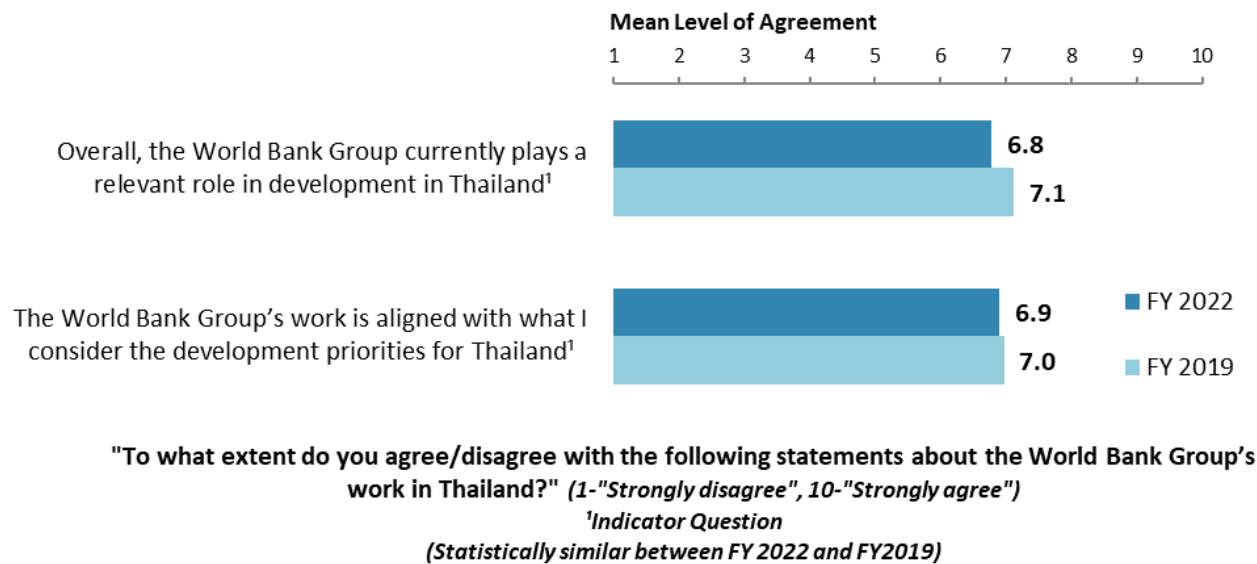 Mean Level of Agreement
1 2 3 4 5 6 7 8 9 10
Overall, the World Bank Group currently plays a
relevant role in development in Thailand¹
6.8
7.1
The World Bank Group’s work is aligned with what I
consider the development priorities for Thailand¹
6.9
7.0
FY 2022
FY 2019
"To what extent do you agree/disagree with the following statements about the World Bank Group’s
work in Thailand?" (1-"Strongly disagree", 10-"Strongly agree")
¹Indicator Question
(Statistically similar between FY 2022 and FY2019)